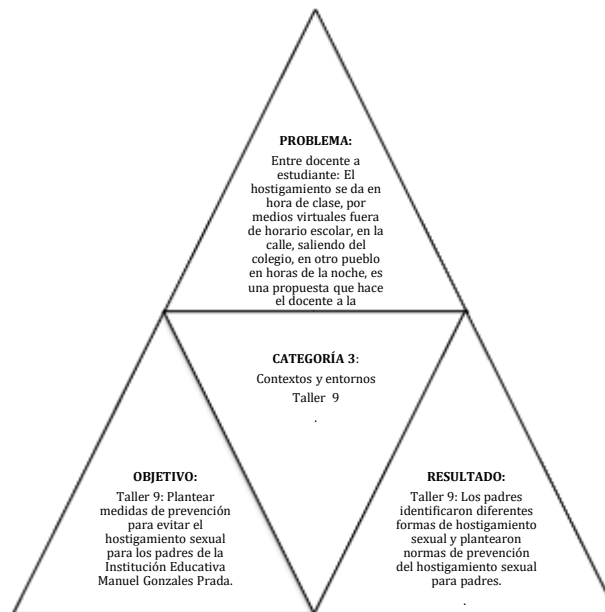 PROBLEMA:
Entre docente a
estudiante: El
hostigamiento se da en
hora de clase, por
medios virtuales fuera
de horario escolar, en la
calle, saliendo del
colegio, en otro pueblo
en horas de la noche, es
una propuesta que hace
el docente a la
CATEGORÍA 3:
Contextos y entornos
Taller 9
.
OBJETIVO:
Taller 9: Plantear
medidas de prevención
para evitar el
hostigamiento sexual
para los padres de la
Institución Educativa
Manuel Gonzales Prada.
RESULTADO:
Taller 9: Los padres
identificaron diferentes
formas de hostigamiento
sexual y plantearon
normas de prevención
del hostigamiento sexual
para padres.
.